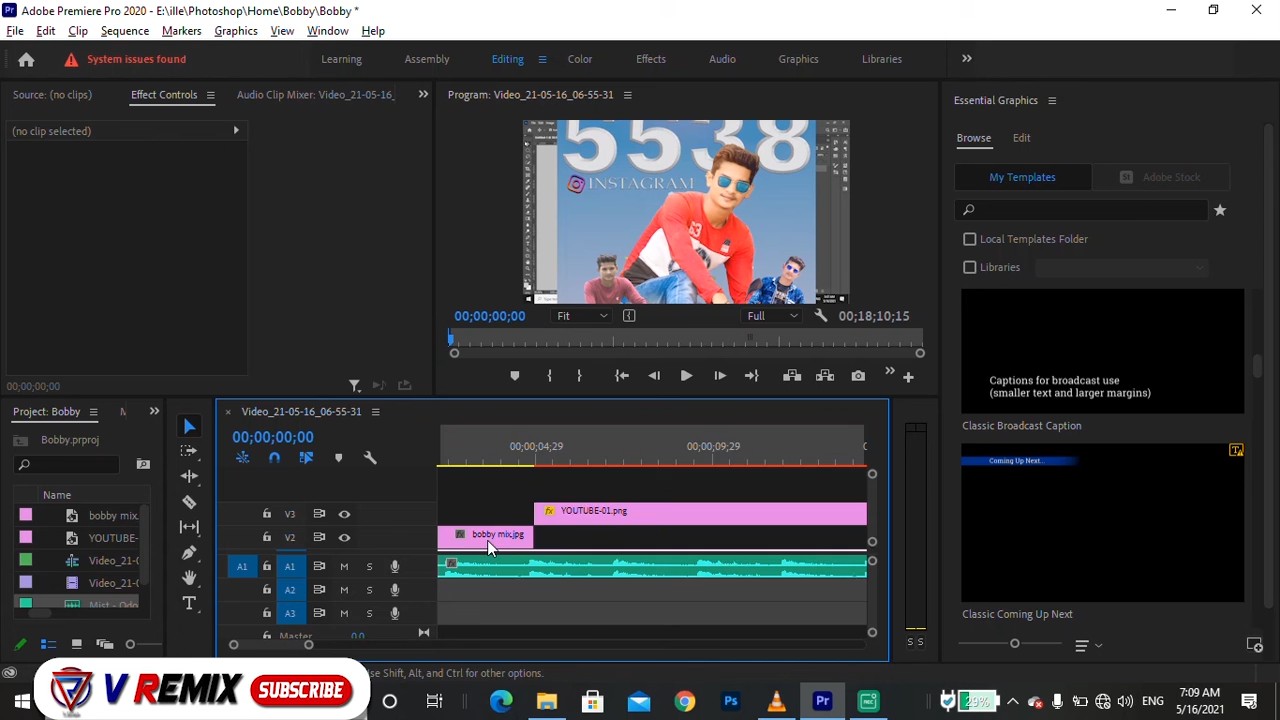 Adobe Premiere Pro 2020 - E:\ille\Photoshop\Home\Bobby\Bobby *
File Edit Clip Sequence Markers Graphics View Window Help
System issues found
Learning Assembly Editing Color Effects Audio Graphics Libraries
Source: (no clips) Effect Controls Audio Clip Mixer: Video_21-05-16_
(no clip selected)
00;00;00;00
Program: Video_21-05-16_06-55-31
5538
INSTAGRAM
00;00;00;00 Fit Full 00;18;10;15
Essential Graphics
Browse Edit
My Templates Adobe Stock
Local Templates Folder
Libraries
Captions for broadcast use
(smaller text and larger margins)
Classic Broadcast Caption
Coming Up Next...
Classic Coming Up Next
Project: Bobby
Bobby.prproj
Name
bobby mix.
YOUTUBE-
Video_21-0
Video_21-0
Mist - Odo
Video_21-05-16_06-55-31
00;00;00;00
00;00;04;29 00;00;09;29
V3 YOUTUBE-01.png
V2 bobby mix.jpg
A1 A1 M S
A2 M S
A3 M S
Master 0.0
S S
se Shift, Alt, and Ctrl for other options.
V REMIX SUBSCRIBE
Ps Pr REC 29% ENG
7:09 AM
5/16/2021